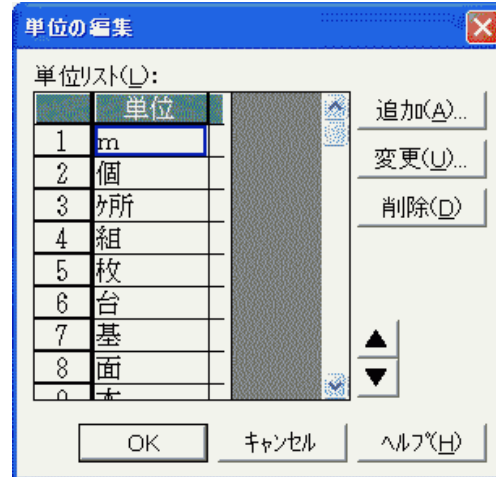 単位の編集
単位リスト(L):
単位
1 m
2 個
3 ｹ所
4 組
5 枚
6 台
7 基
8 面
追加(A)...
変更(U)...
削除(D)
OK
ｷｬﾝｾﾙ
ﾍﾙﾌﾟ(H)